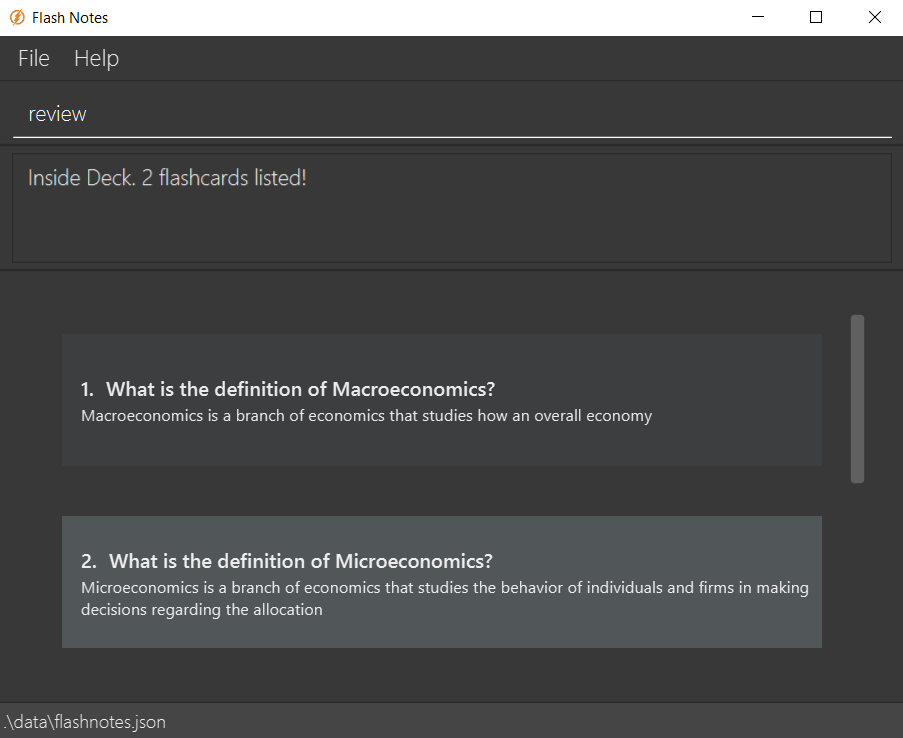 Flash Notes
File Help
review
Inside Deck. 2 flashcards listed!
1. What is the definition of Macroeconomics?
Macroeconomics is a branch of economics that studies how an overall economy
2. What is the definition of Microeconomics?
Microeconomics is a branch of economics that studies the behavior of individuals and firms in making
decisions regarding the allocation
.\data\flashnotes.json